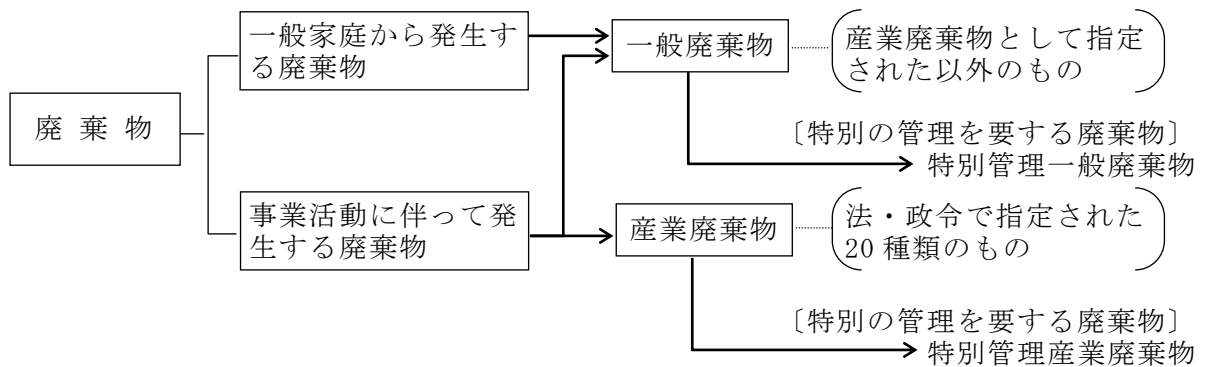 一般家庭から発生す
る廃棄物
一般廃棄物
産業廃棄物として指定
された以外のもの
廃 棄 物
〔特別の管理を要する廃棄物〕
特別管理一般廃棄物
事業活動に伴って発
生する廃棄物
産業廃棄物
法・政令で指定された
20 種類のもの
〔特別の管理を要する廃棄物〕
特別管理産業廃棄物